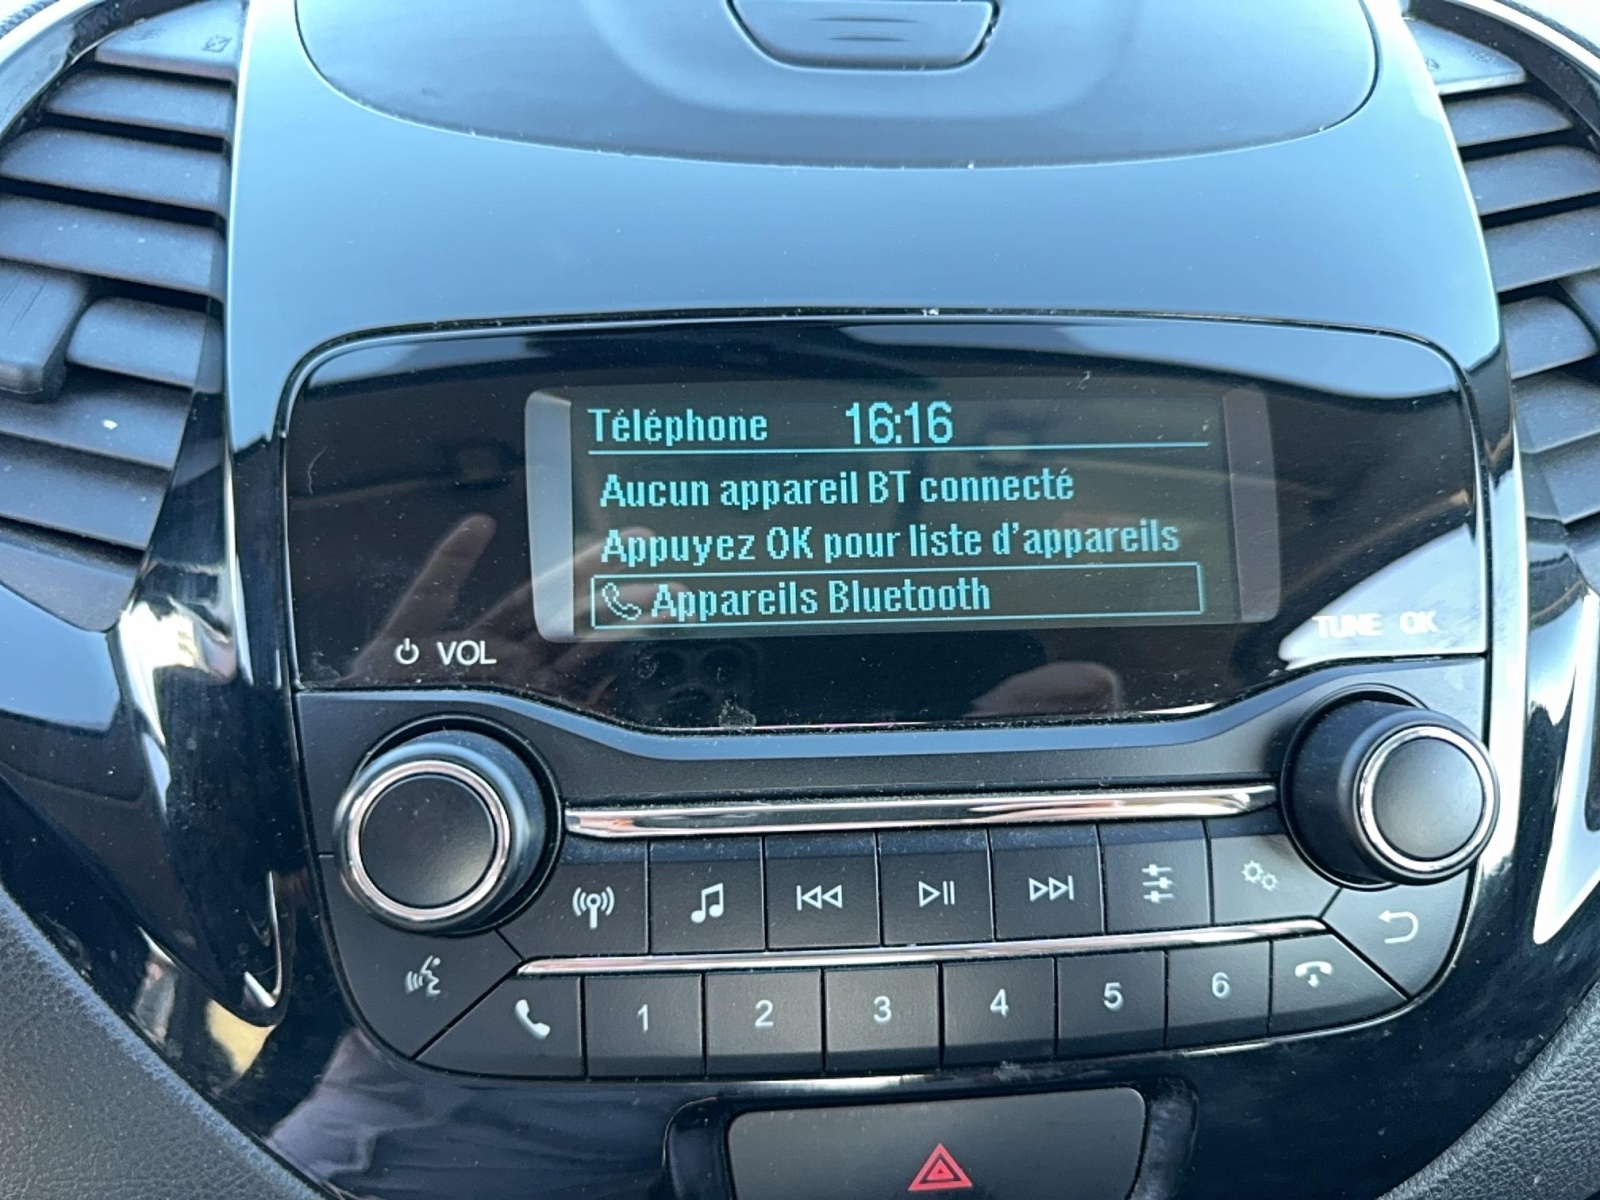 Téléphone 16:16
Aucun appareil BT connecté
Appuyez OK pour liste d'appareils
Appareils Bluetooth
VOL
TUNE OK
1 2 3 4 5 6